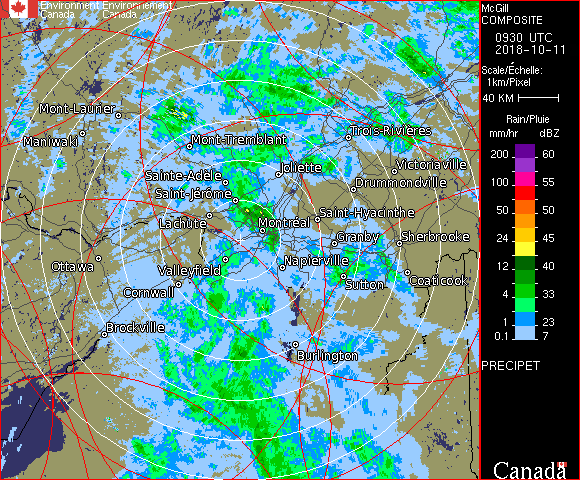 Environment Environnement
Canada Canada
McGill
COMPOSITE
0930 UTC
2018-10-11
Scale/Échelle:
1km/Pixel
40 KM
Rain/Pluie
mm/hr dBZ
200 60
100 55
50 50
24 45
12 40
4 33
1 23
0.1 7
PRECIPET
Canada
Mont-Laurier
Maniwaki
Trois-Rivières
Mont-Tremblant
Joliette
Victoriaville
Sainte-Adèle
Drummondville
Saint-Jérôme
Saint-Hyacinthe
Lachute
Montréal
Granby
Sherbrooke
Ottawa
Valleyfield
Napierville
Coaticook
Cornwall
Sutton
Brockville
Burlington